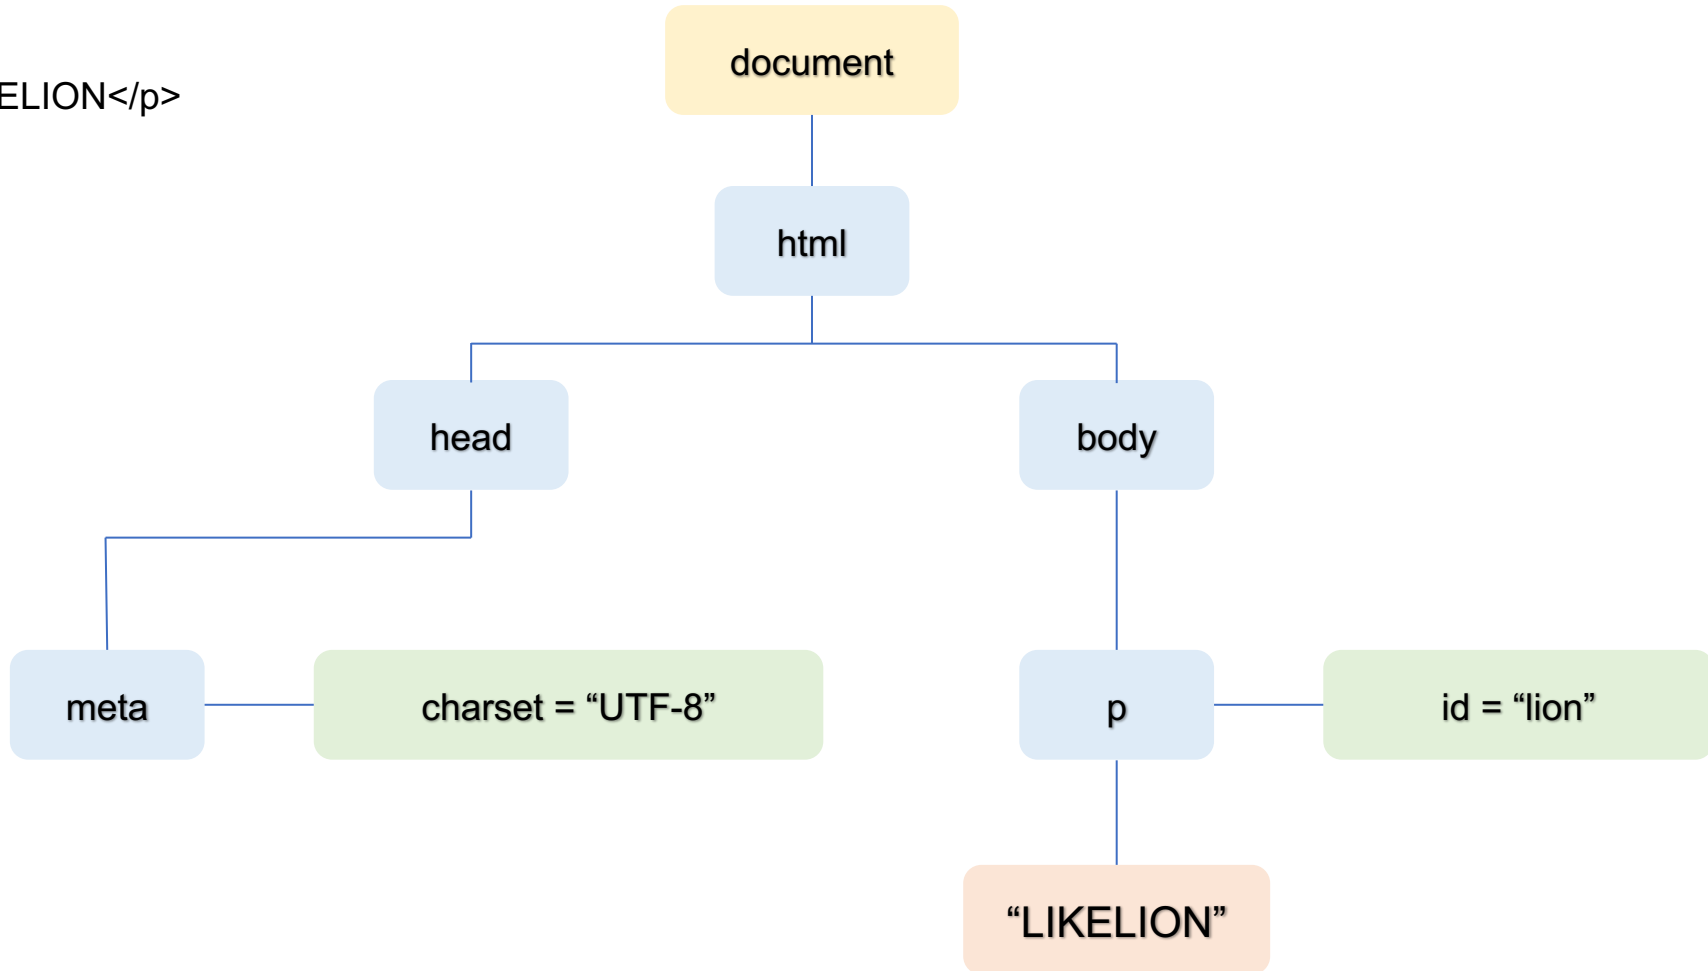 document
ELION</p>
html
head
body
meta
charset = “UTF-8”
p
id = “lion”
“LIKELION”